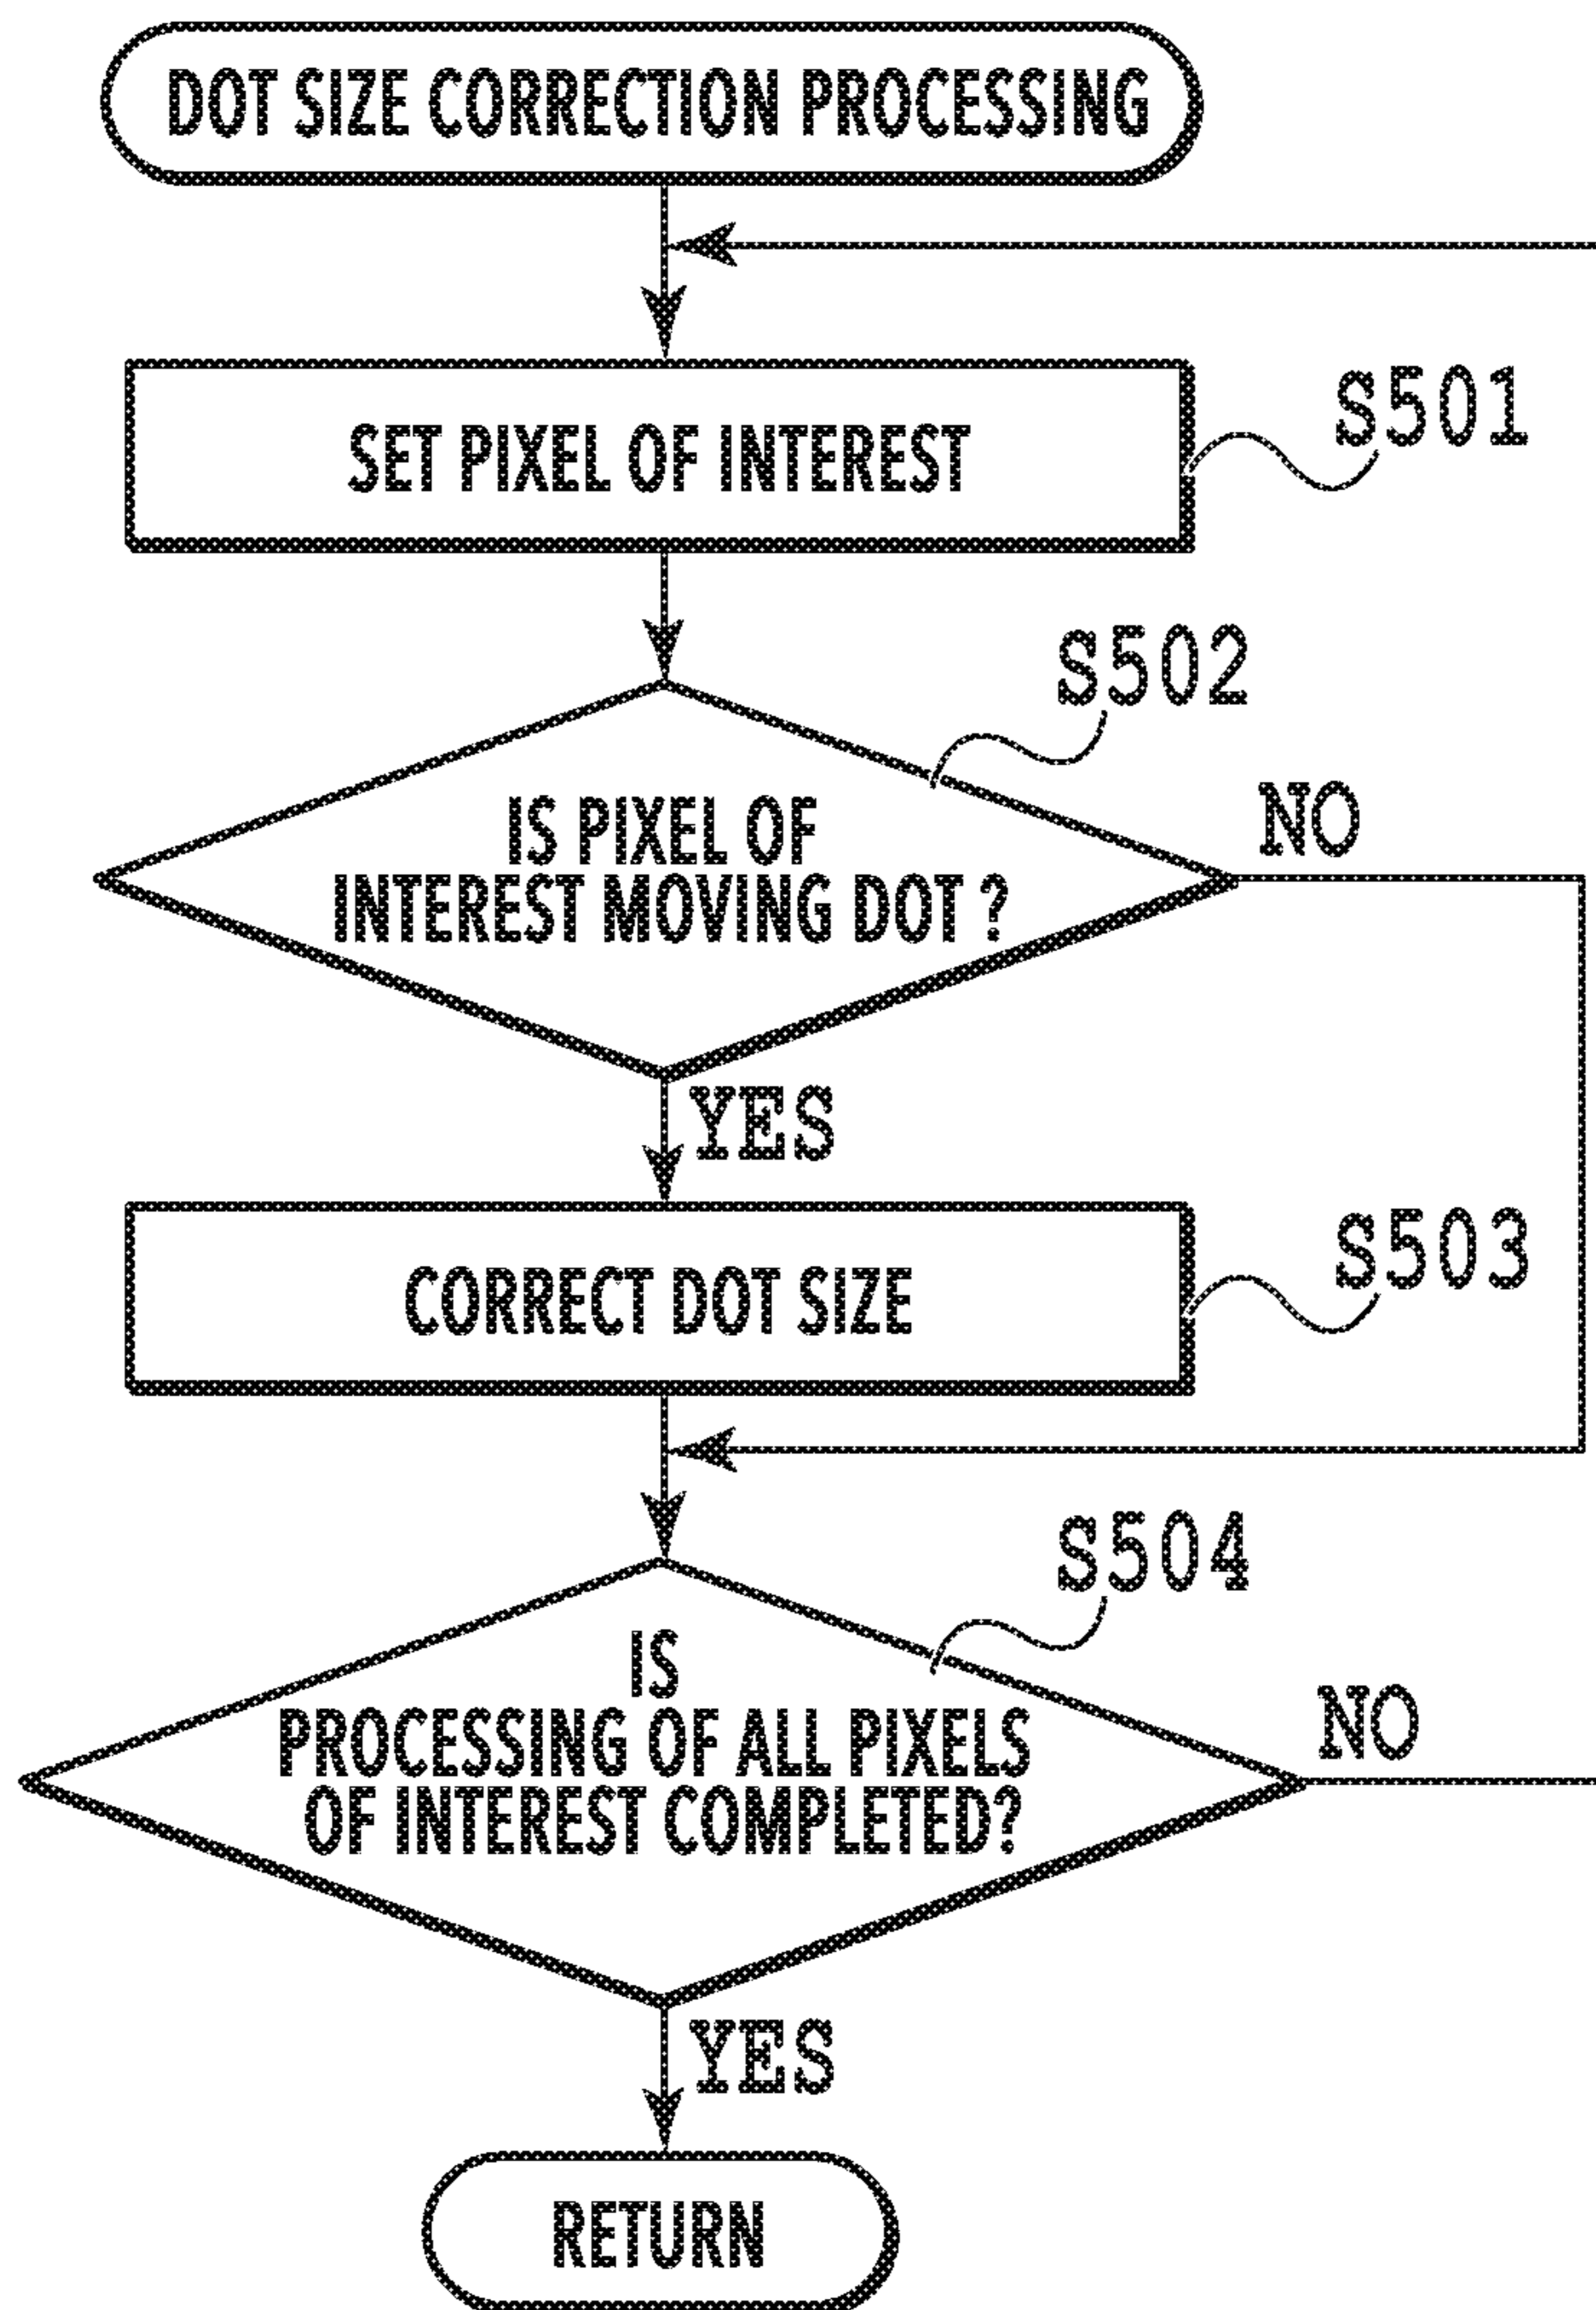 DOT SIZE CORRECTION PROCESSING
SET PIXEL OF INTEREST
S501
S502
IS PIXEL OF
INTEREST MOVING DOT ?
NO
YES
CORRECT DOT SIZE
S503
S504
IS
PROCESSING OF ALL PIXELS
OF INTEREST COMPLETED?
NO
YES
RETURN